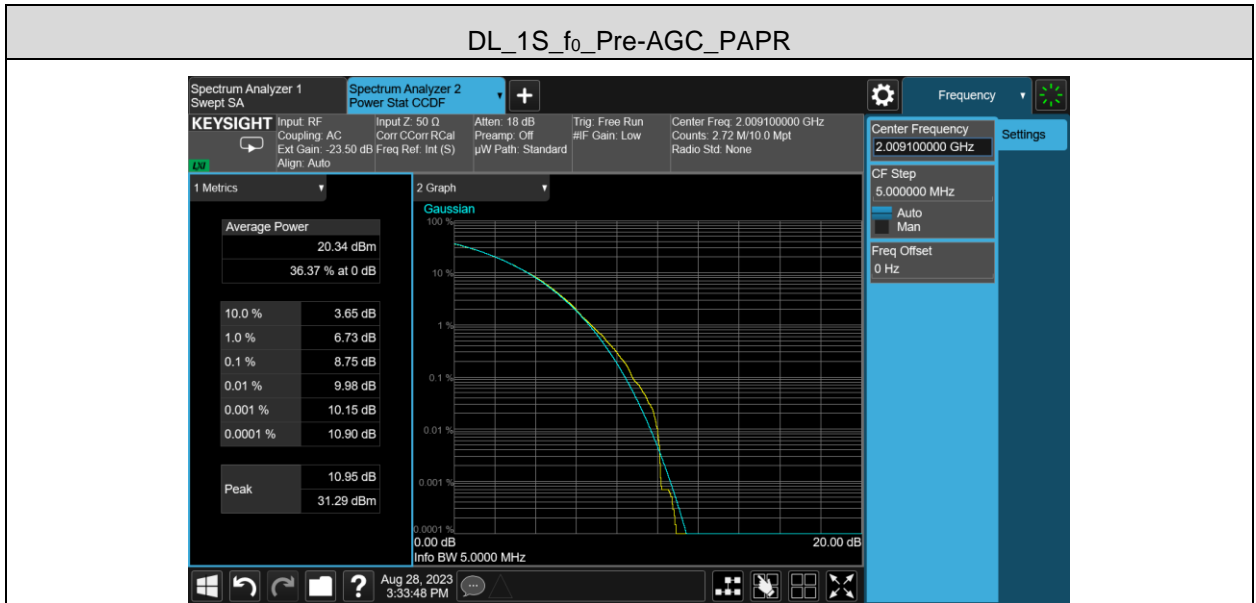 DL_1S_f₀_Pre-AGC_PAPR
Spectrum Analyzer 1
Swept SA
Spectrum Analyzer 2
Power Stat CCDF
Frequency
KEYSIGHT
LXI
Input: RF
Coupling: AC
Ext Gain: -23.50 dB
Align: Auto
Input Z: 50 Ω
Corr CCorr RCal
Freq Ref: Int (S)
Atten: 18 dB
Preamp: Off
µW Path: Standard
Trig: Free Run
#IF Gain: Low
Center Freq: 2.009100000 GHz
Counts: 2.72 M/10.0 Mpt
Radio Std: None
Center Frequency
2.009100000 GHz
Settings
CF Step
5.000000 MHz
Auto
Man
Freq Offset
0 Hz
1 Metrics
Average Power
20.34 dBm
36.37 % at 0 dB
10.0 % 3.65 dB
1.0 % 6.73 dB
0.1 % 8.75 dB
0.01 % 9.98 dB
0.001 % 10.15 dB
0.0001 % 10.90 dB
Peak
10.95 dB
31.29 dBm
2 Graph
Gaussian
100 %
10 %
1 %
0.1 %
0.01 %
0.001 %
0.0001 %
0.00 dB 20.00 dB
Info BW 5.0000 MHz
?
Aug 28, 2023
3:33:48 PM